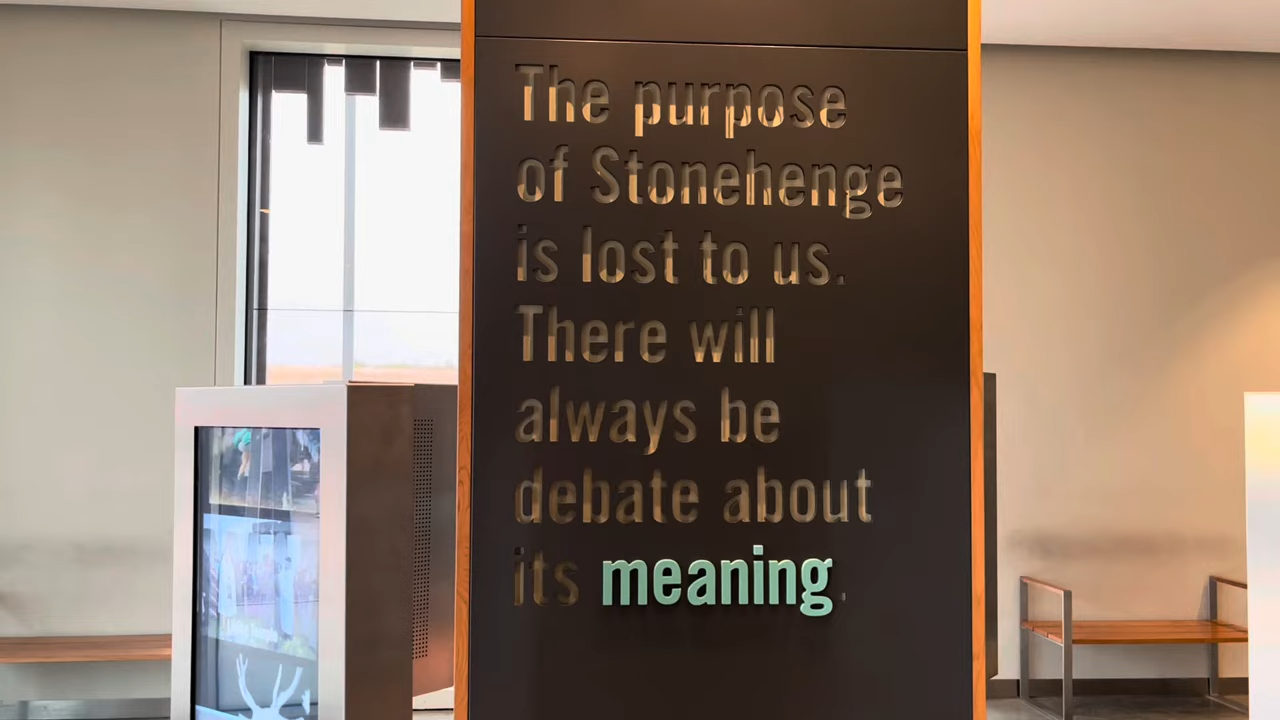 The purpose
of Stonehenge
is lost to us.
There will
always be
debate about
its meaning.